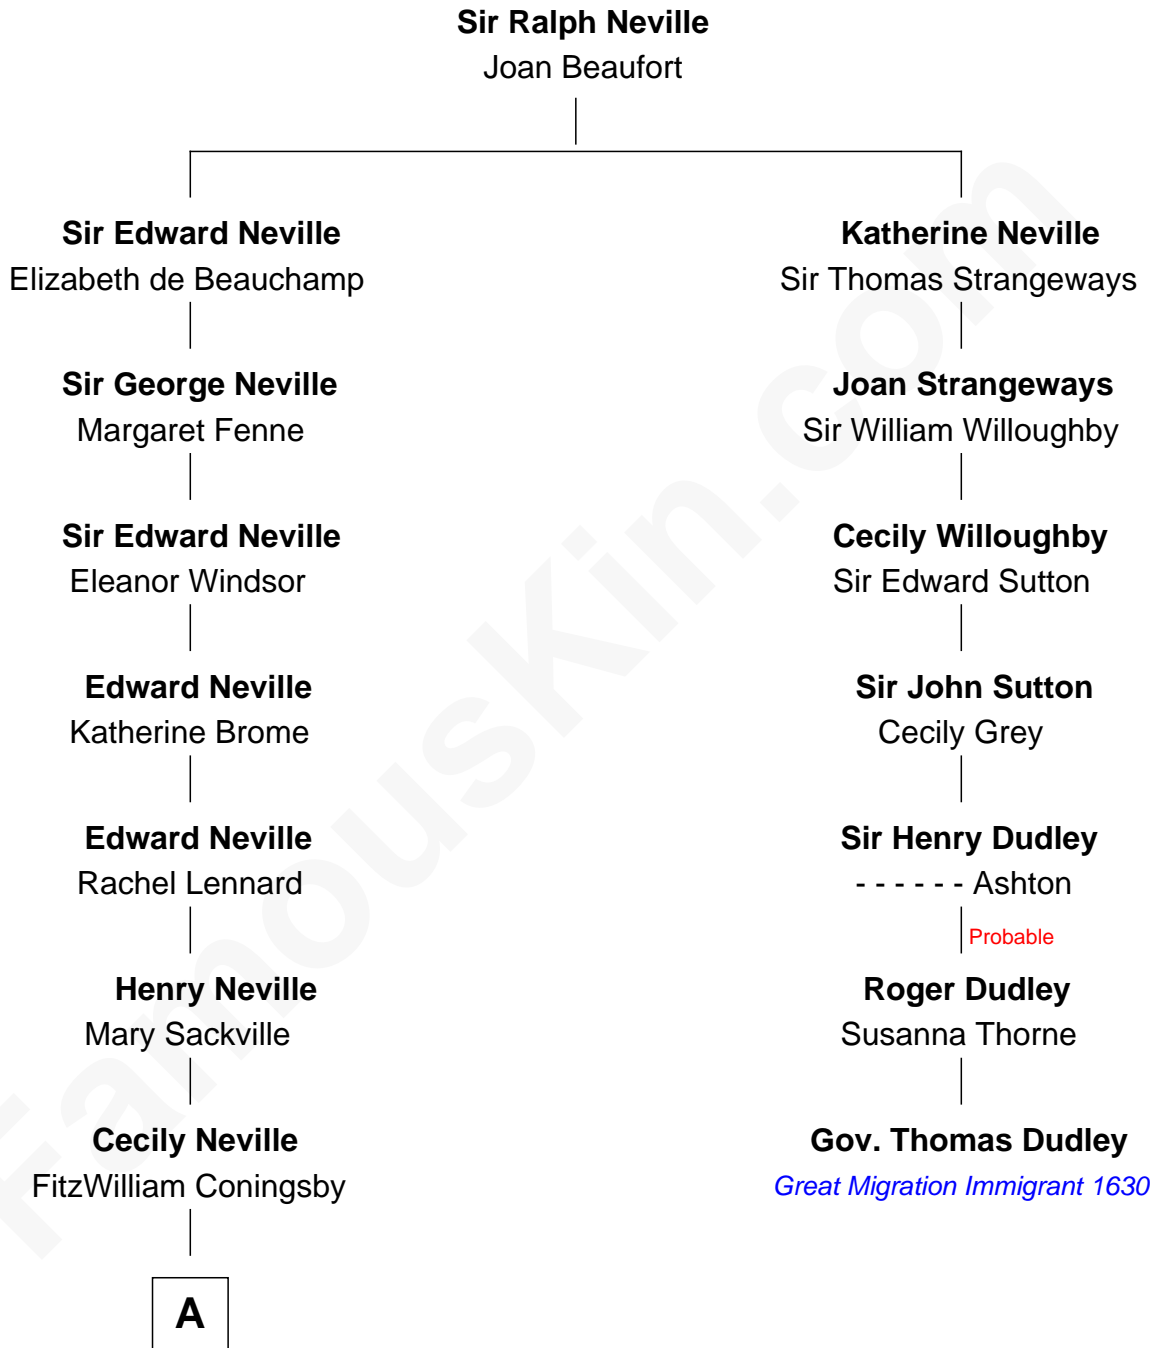 Sir Ralph Neville
Joan Beaufort
Sir Edward Neville
Elizabeth de Beauchamp
Katherine Neville
Sir Thomas Strangeways
Sir George Neville
Margaret Fenne
Joan Strangeways
Sir William Willoughby
Sir Edward Neville
Eleanor Windsor
Cecily Willoughby
Sir Edward Sutton
Edward Neville
Katherine Brome
Sir John Sutton
Cecily Grey
Edward Neville
Rachel Lennard
Sir Henry Dudley
- - - - - - Ashton
Probable
Henry Neville
Mary Sackville
Roger Dudley
Susanna Thorne
Cecily Neville
FitzWilliam Coningsby
Gov. Thomas Dudley
Great Migration Immigrant 1630
A
FamousKin.com